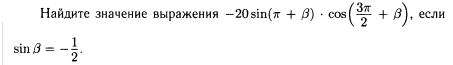 Найдите значение выражения −20 sin(π + β) · cos(3π/2 + β), если
sin β = −1/2.